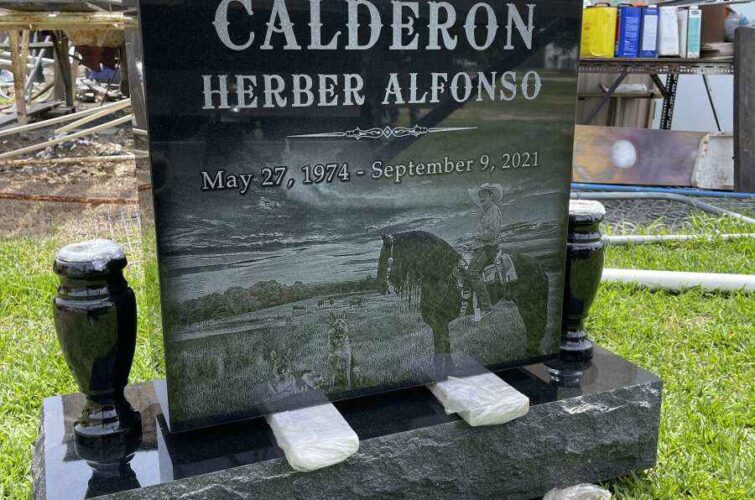 CALDERON
HERBER ALFONSO
May 27, 1974 - September 9, 2021